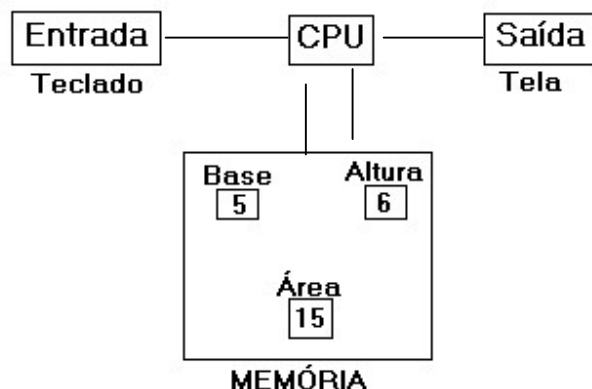 Entrada CPU Saída
Teclado Tela
Base Altura
5 6
Área
15
MEMÓRIA